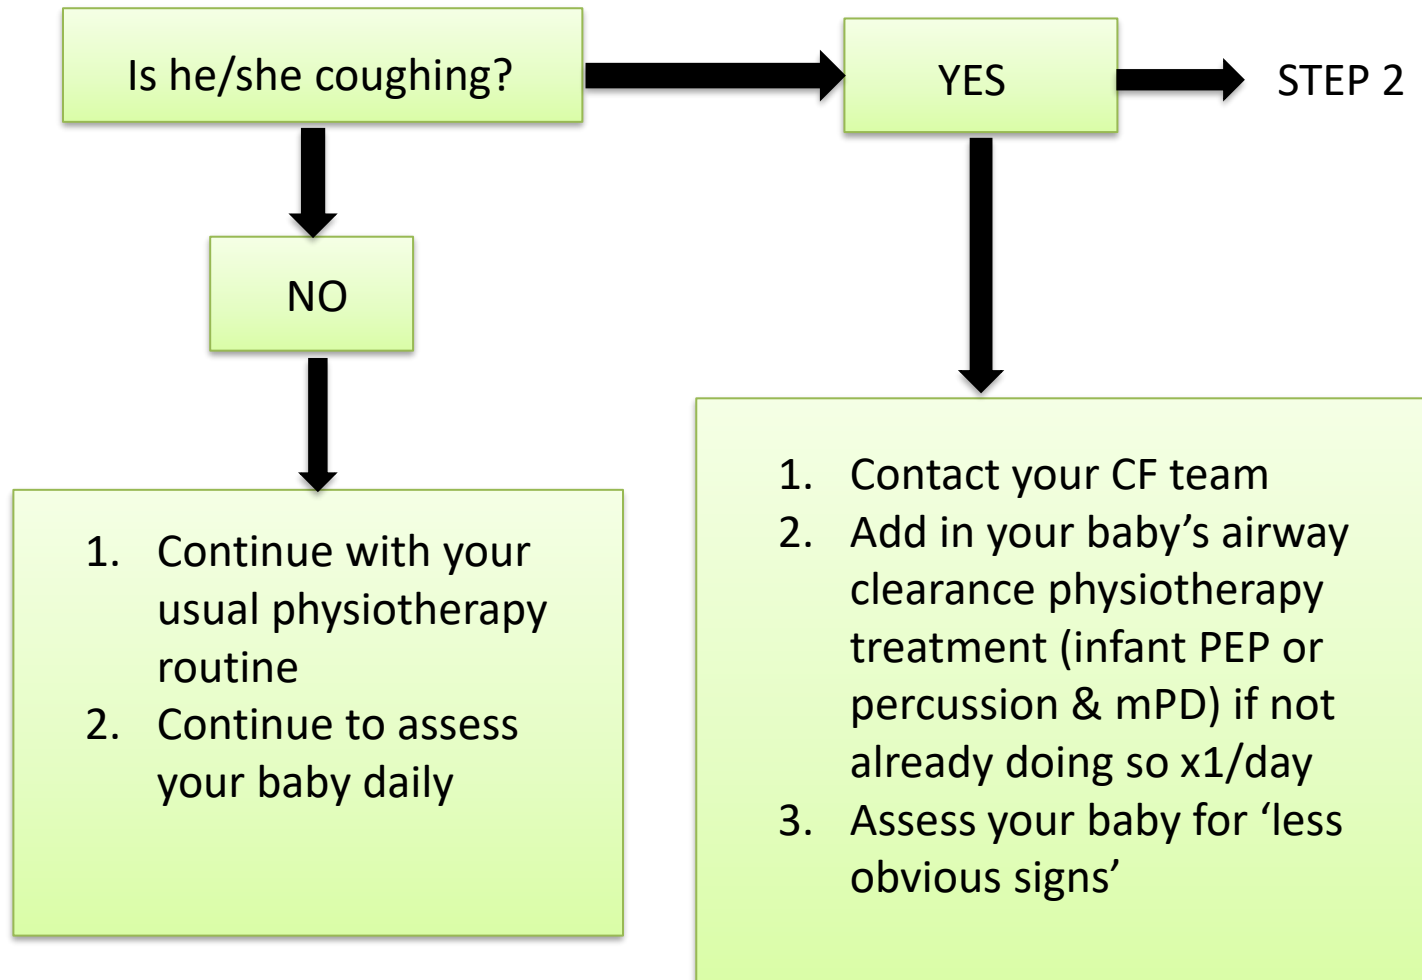 Is he/she coughing?
YES
STEP 2
NO
1. Continue with your
usual physiotherapy
routine
2. Continue to assess
your baby daily
1. Contact your CF team
2. Add in your baby’s airway
clearance physiotherapy
treatment (infant PEP or
percussion & mPD) if not
already doing so x1/day
3. Assess your baby for ‘less
obvious signs’